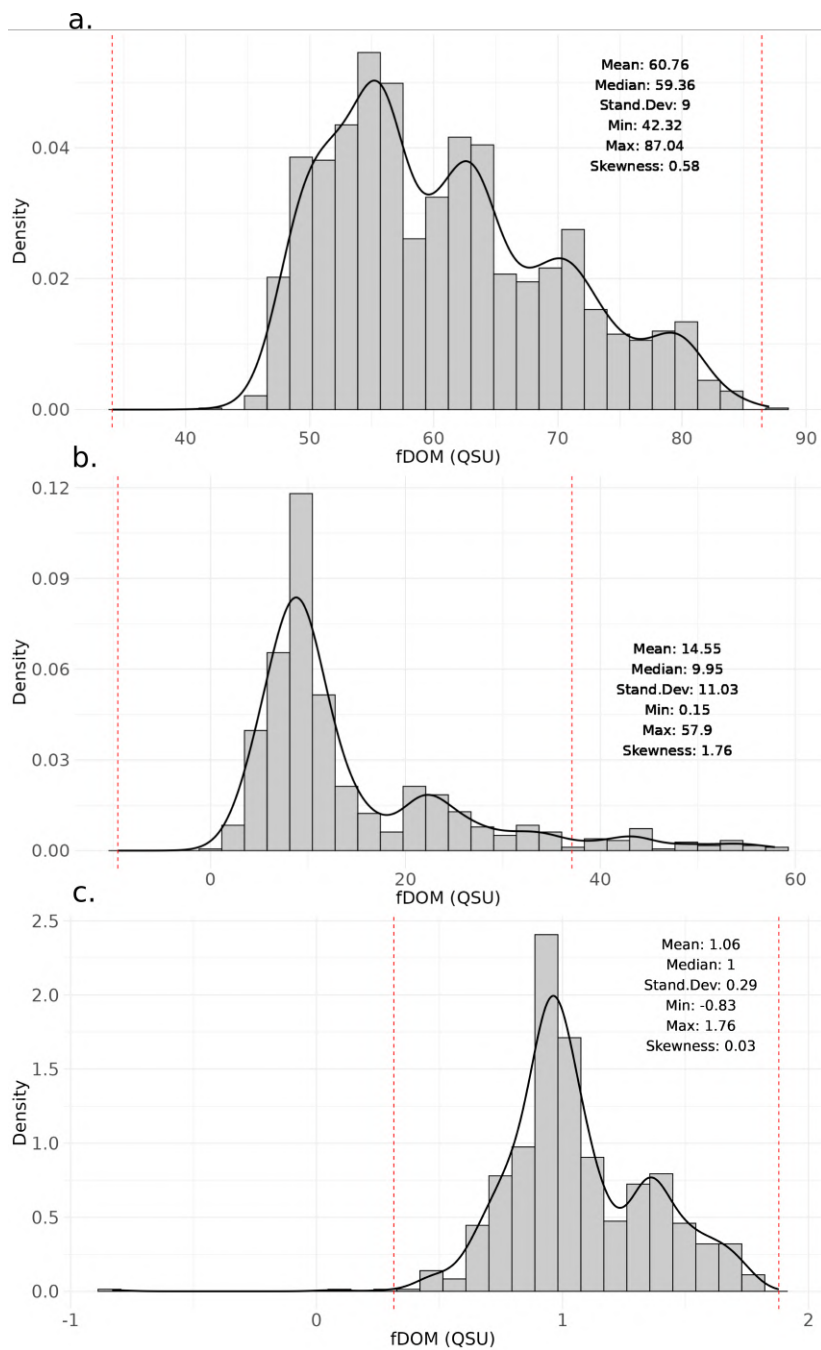 a.
Mean: 60.76
Median: 59.36
Stand.Dev: 9
Min: 42.32
Max: 87.04
Skewness: 0.58
Density
0.04
0.02
0.00
40 50 60 70 80 90
fDOM (QSU)
b.
0.12
0.09
0.06
0.03
0.00
Density
Mean: 14.55
Median: 9.95
Stand.Dev: 11.03
Min: 0.15
Max: 57.9
Skewness: 1.76
0 20 40 60
fDOM (QSU)
c.
2.5
2.0
1.5
1.0
0.5
0.0
Density
Mean: 1.06
Median: 1
Stand.Dev: 0.29
Min: -0.83
Max: 1.76
Skewness: 0.03
-1 0 1 2
fDOM (QSU)